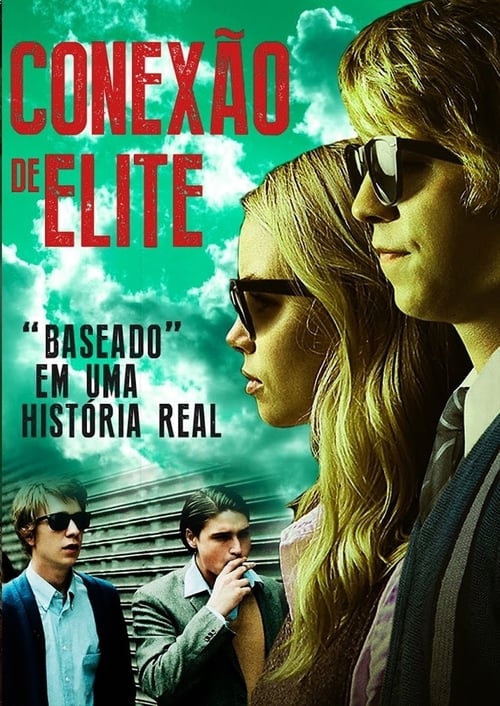 CONEXÃO
DE ELITE
“BASEADO”
EM UMA
HISTÓRIA REAL